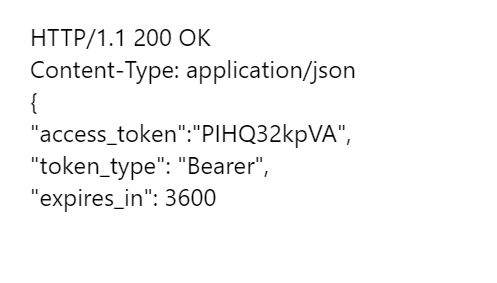 HTTP/1.1 200 OK
Content-Type: application/json
{
"access_token":"PIHQ32kpVA",
"token_type": "Bearer",
"expires_in": 3600